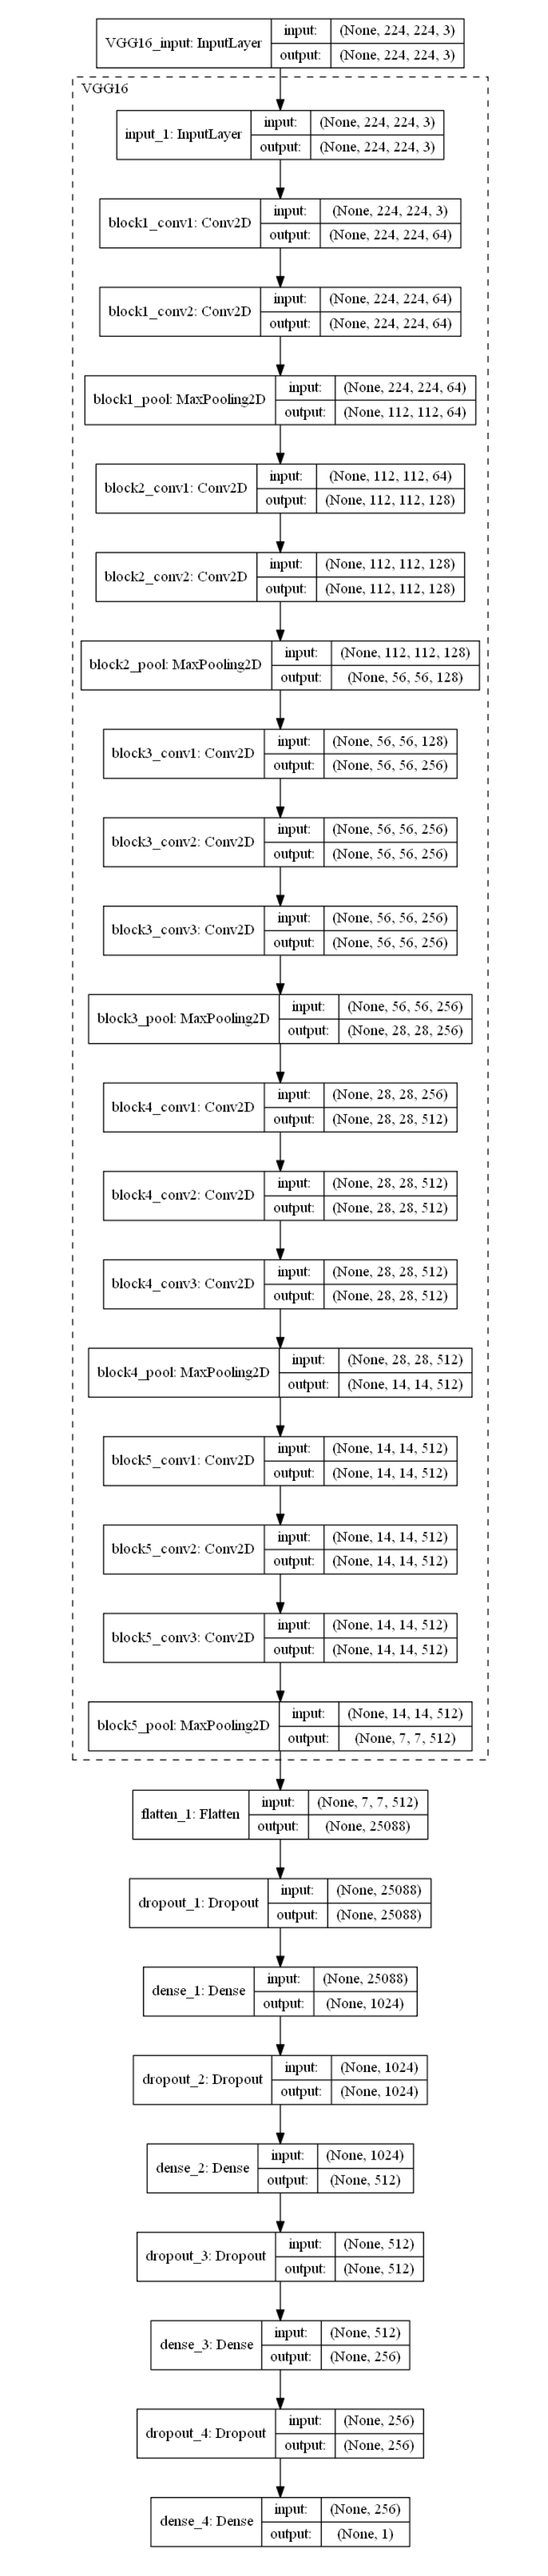 VGG16_input: InputLayer
input: (None, 224, 224, 3)
output: (None, 224, 224, 3)
VGG16
input_1: InputLayer
input: (None, 224, 224, 3)
output: (None, 224, 224, 3)
block1_conv1: Conv2D
input: (None, 224, 224, 3)
output: (None, 224, 224, 64)
block1_conv2: Conv2D
input: (None, 224, 224, 64)
output: (None, 224, 224, 64)
block1_pool: MaxPooling2D
input: (None, 224, 224, 64)
output: (None, 112, 112, 64)
block2_conv1: Conv2D
input: (None, 112, 112, 64)
output: (None, 112, 112, 128)
block2_conv2: Conv2D
input: (None, 112, 112, 128)
output: (None, 112, 112, 128)
block2_pool: MaxPooling2D
input: (None, 112, 112, 128)
output: (None, 56, 56, 128)
block3_conv1: Conv2D
input: (None, 56, 56, 128)
output: (None, 56, 56, 256)
block3_conv2: Conv2D
input: (None, 56, 56, 256)
output: (None, 56, 56, 256)
block3_conv3: Conv2D
input: (None, 56, 56, 256)
output: (None, 56, 56, 256)
block3_pool: MaxPooling2D
input: (None, 56, 56, 256)
output: (None, 28, 28, 256)
block4_conv1: Conv2D
input: (None, 28, 28, 256)
output: (None, 28, 28, 512)
block4_conv2: Conv2D
input: (None, 28, 28, 512)
output: (None, 28, 28, 512)
block4_conv3: Conv2D
input: (None, 28, 28, 512)
output: (None, 28, 28, 512)
block4_pool: MaxPooling2D
input: (None, 28, 28, 512)
output: (None, 14, 14, 512)
block5_conv1: Conv2D
input: (None, 14, 14, 512)
output: (None, 14, 14, 512)
block5_conv2: Conv2D
input: (None, 14, 14, 512)
output: (None, 14, 14, 512)
block5_conv3: Conv2D
input: (None, 14, 14, 512)
output: (None, 14, 14, 512)
block5_pool: MaxPooling2D
input: (None, 14, 14, 512)
output: (None, 7, 7, 512)
flatten_1: Flatten
input: (None, 7, 7, 512)
output: (None, 25088)
dropout_1: Dropout
input: (None, 25088)
output: (None, 25088)
dense_1: Dense
input: (None, 25088)
output: (None, 1024)
dropout_2: Dropout
input: (None, 1024)
output: (None, 1024)
dense_2: Dense
input: (None, 1024)
output: (None, 512)
dropout_3: Dropout
input: (None, 512)
output: (None, 512)
dense_3: Dense
input: (None, 512)
output: (None, 256)
dropout_4: Dropout
input: (None, 256)
output: (None, 256)
dense_4: Dense
input: (None, 256)
output: (None, 1)